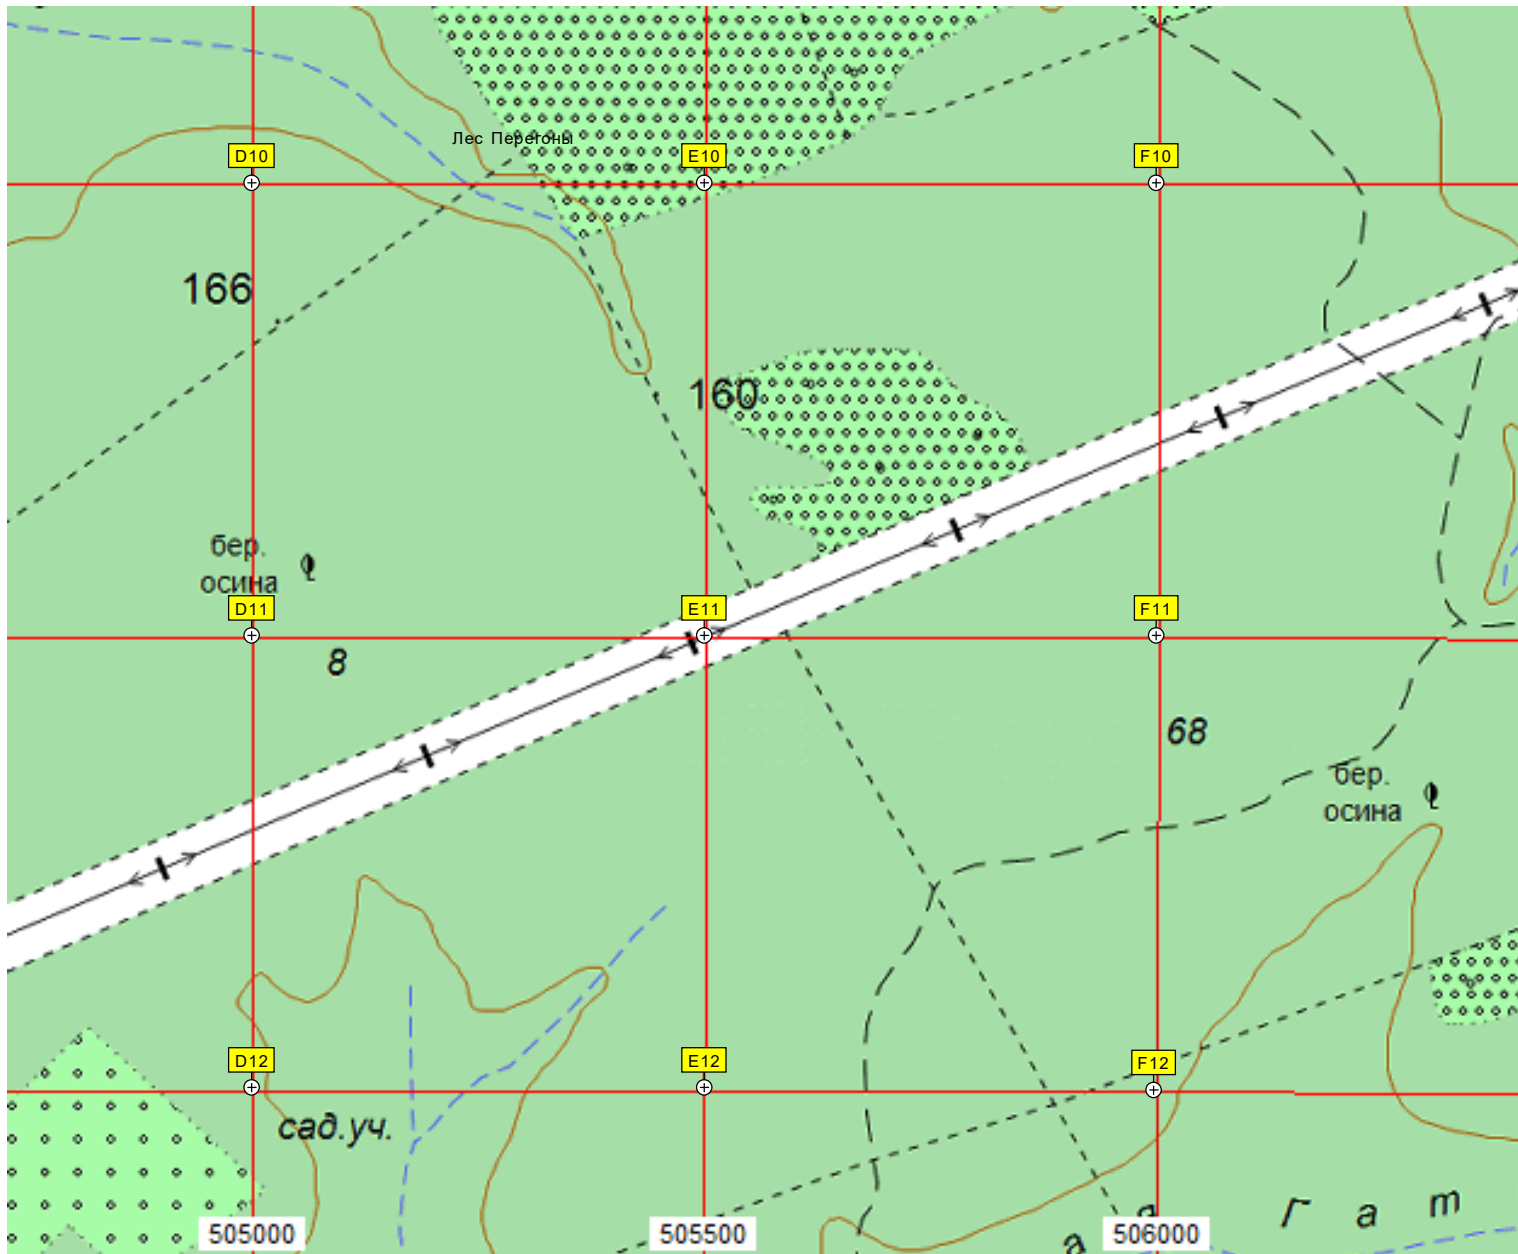 Лес Перегоны
D10
E10
F10
166
160
бер.
осина
D11
E11
F11
8
68
бер.
осина
D12
E12
F12
сад.уч.
Гат
505000
505500
506000